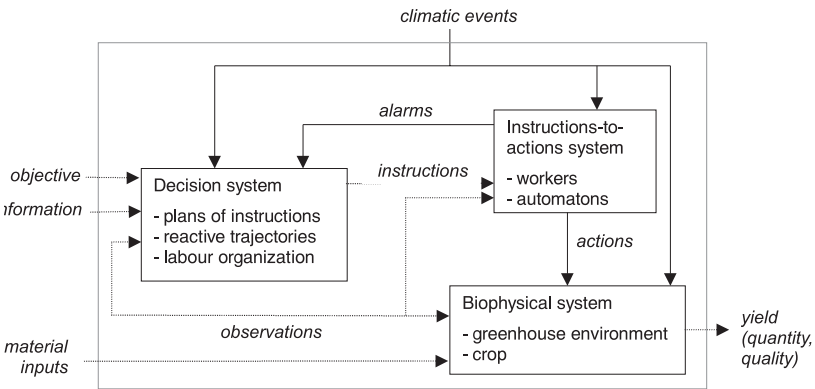 climatic events
alarms
Instructions-to-
actions system
- workers
- automatons
objective
instructions
Decision system
- plans of instructions
- reactive trajectories
- labour organization
nformation
actions
Biophysical system
- greenhouse environment
- crop
observations
yield
(quantity,
quality)
material
inputs